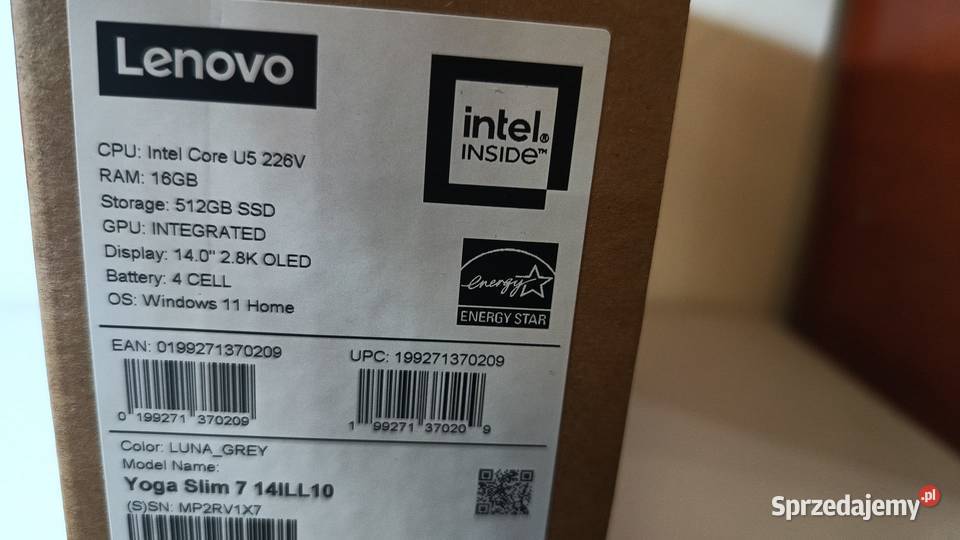 Lenovo
intel®
INSIDE™
CPU: Intel Core U5 226V
RAM: 16GB
Storage: 512GB SSD
GPU: INTEGRATED
Display: 14.0" 2.8K OLED
Battery: 4 CELL
OS: Windows 11 Home
energy
ENERGY STAR
EAN: 0199271370209
0 199271 370209
UPC: 199271370209
1 99271 37020 9
Color: LUNA_GREY
Model Name:
Yoga Slim 7 14ILL10
(S)SN: MP2RV1X7
Sprzedajemy.pl